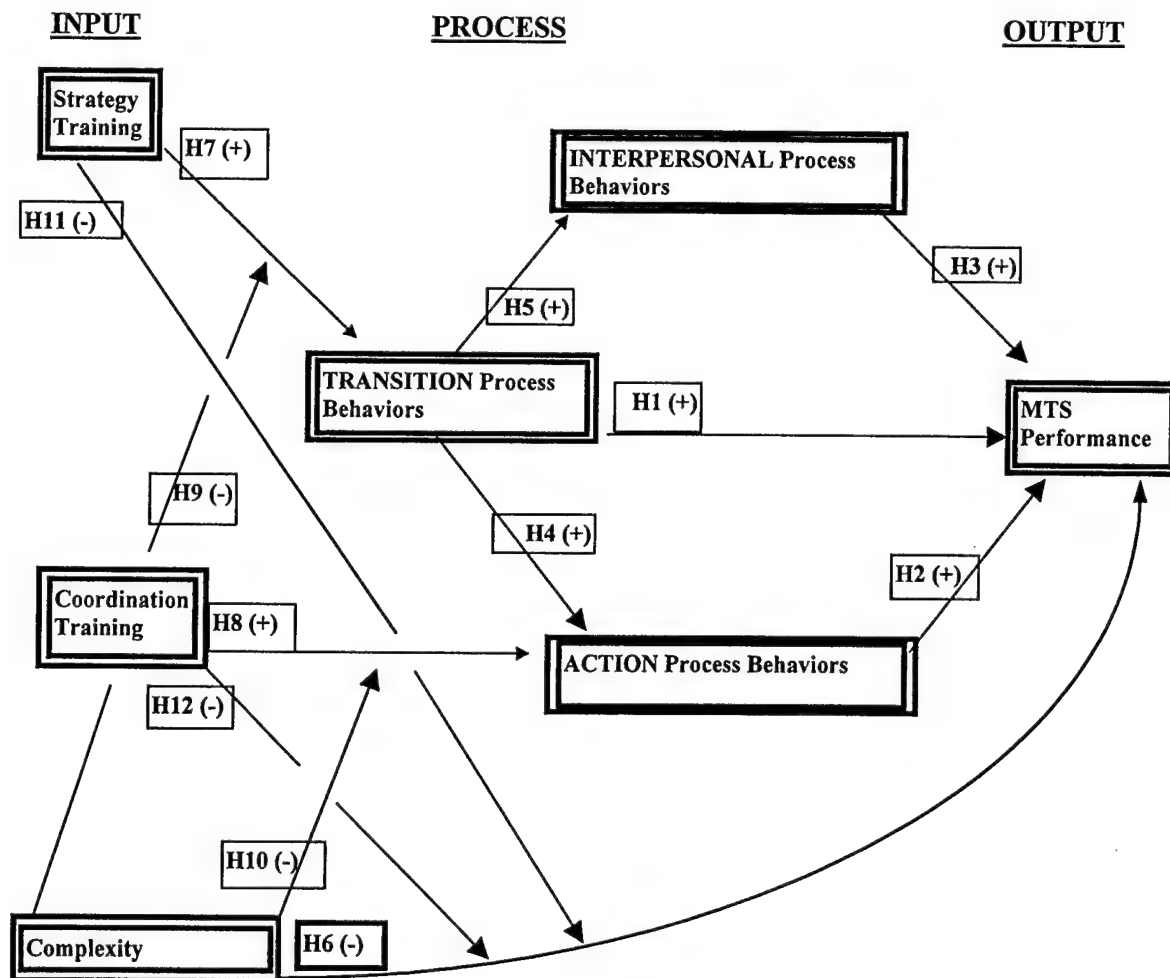 INPUT
PROCESS
OUTPUT
Strategy
Training
H7 (+)
INTERPERSONAL Process
Behaviors
H11 (-)
H3 (+)
H5 (+)
TRANSITION Process
Behaviors
H1 (+)
MTS
Performance
H9 (-)
H4 (+)
Coordination
Training
H8 (+)
H2 (+)
ACTION Process Behaviors
H12 (-)
H10 (-)
Complexity
H6 (-)